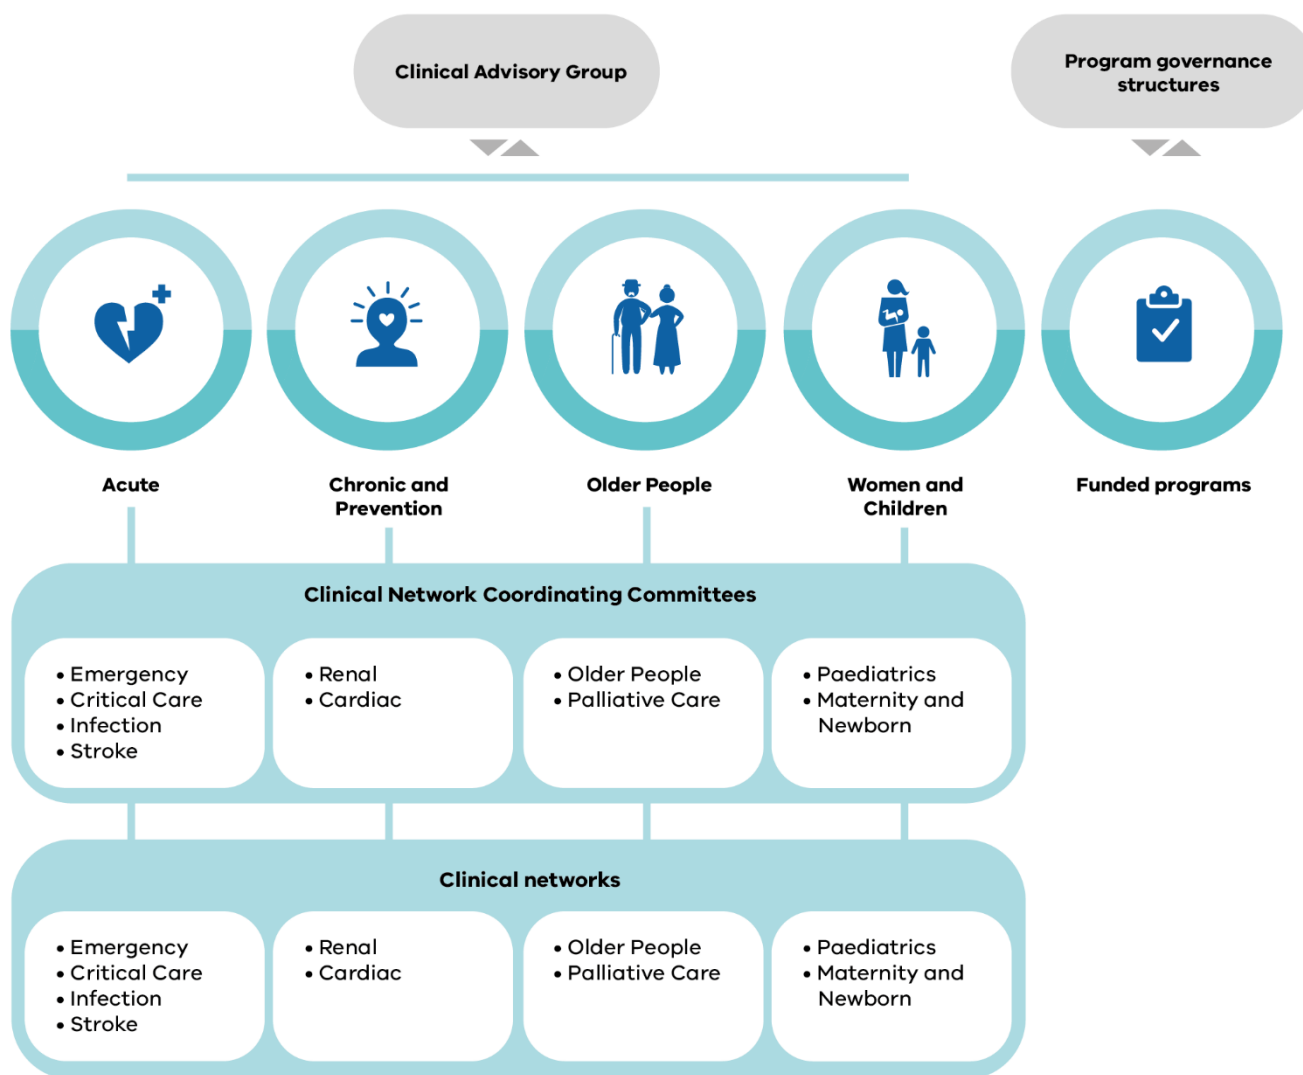 Clinical Advisory Group
Program governance
structures
Acute
Chronic and
Prevention
Older People
Women and
Children
Funded programs
Clinical Network Coordinating Committees
• Emergency
• Critical Care
• Infection
• Stroke
• Renal
• Cardiac
• Older People
• Palliative Care
• Paediatrics
• Maternity and
Newborn
Clinical networks
• Emergency
• Critical Care
• Infection
• Stroke
• Renal
• Cardiac
• Older People
• Palliative Care
• Paediatrics
• Maternity and
Newborn